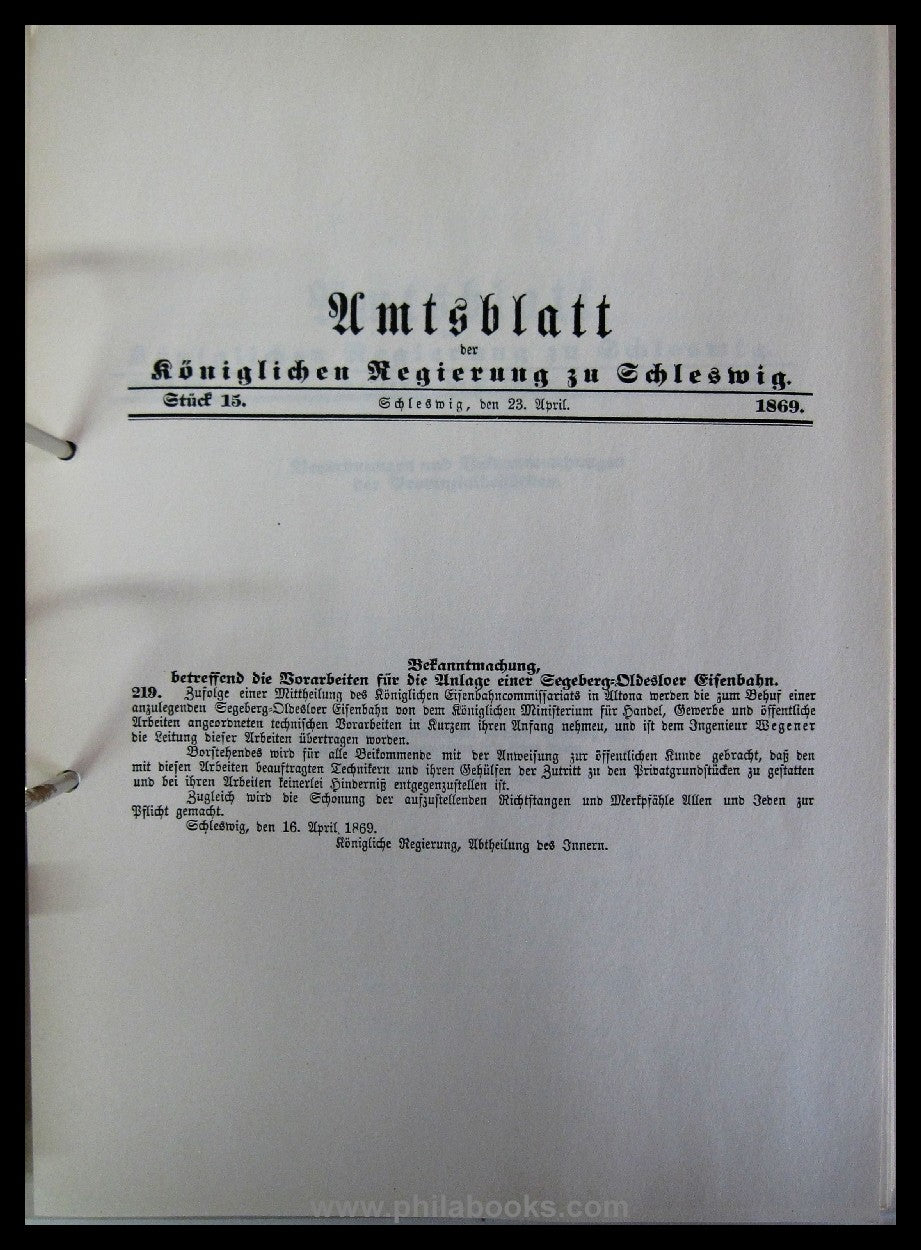 Amtsblatt
der
Königlichen Regierung zu Schleswig.
Stück 15. Schleswig, den 23. April. 1869.
Bekanntmachung,
betreffend die Vorarbeiten für die Anlage einer Segeberg-Oldesloer Eisenbahn.
219. Zufolge einer Mittheilung des Königlichen Eisenbahncommissariats in Altona werden die zum Behuf einer
anzulegenden Segeberg-Oldesloer Eisenbahn von dem Königlichen Ministerium für Handel, Gewerbe und öffentliche
Arbeiten angeordneten technischen Vorarbeiten in Kurzem ihren Anfang nehmeu, und ist dem Ingenieur Wegener
die Leitung dieser Arbeiten übertragen worden.
Vorstehendes wird für alle Beikommende mit der Anweisung zur öffentlichen Kunde gebracht, daß den
mit diesen Arbeiten beauftragten Technikern und ihren Gehülfen der Zutritt zu den Privatgrundstücken zu gestatten
und bei ihren Arbeiten keinerlei Hinderniß entgegenzustellen ist.
Zugleich wird die Schonung der aufzustellenden Richtstangen und Merkpfähle Allen und Jeden zur
Pflicht gemacht.
Schleswig, den 16. April 1869.
Königliche Regierung, Abtheilung des Innern.
www.philabooks.com